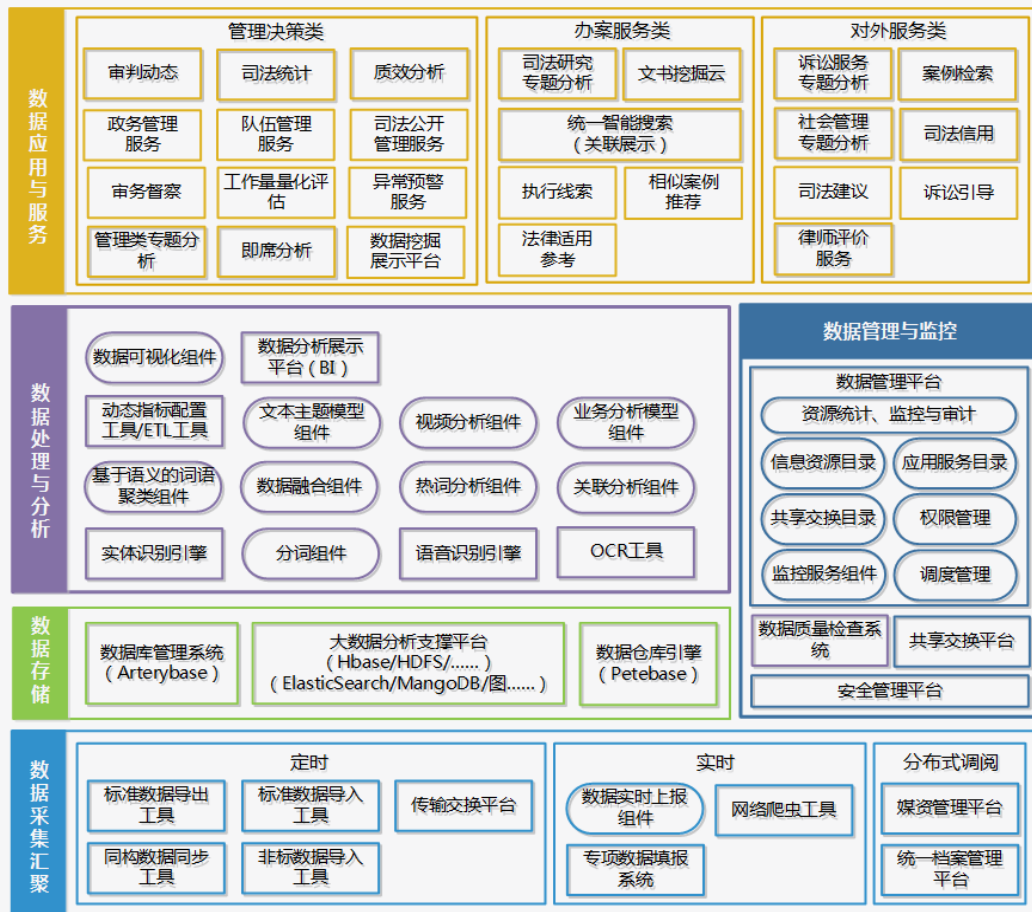 数据应用与服务
管理决策类
审判动态
司法统计
质效分析
政务管理
服务
队伍管理
服务
司法公开
管理服务
审务督察
工作量量化评
估
异常预警
服务
管理类专题分
析
即席分析
数据挖掘
展示平台
办案服务类
司法研究
专题分析
文书挖掘云
统一智能搜索
（关联展示）
执行线索
相似案例
推荐
法律适用
参考
对外服务类
诉讼服务
专题分析
案例检索
社会管理
专题分析
司法信用
司法建议
诉讼引导
律师评价
服务
数据处理与分析
数据可视化组件
数据分析展示
平台（BI）
动态指标配置
工具/ETL工具
文本主题模型
组件
视频分析组件
业务分析模型
组件
基于语义的词语
聚类组件
数据融合组件
热词分析组件
关联分析组件
实体识别引擎
分词组件
语音识别引擎
OCR工具
数据管理与监控
数据管理平台
资源统计、监控与审计
信息资源目录
应用服务目录
共享交换目录
权限管理
监控服务组件
调度管理
数据质量检查系
统
共享交换平台
安全管理平台
数据存储
数据库管理系统
（Arterybase）
大数据分析支撑平台
（Hbase/HDFS/……）
（ElasticSearch/MangoDB/图……）
数据仓库引擎
（Petebase）
数据采集汇聚
定时
标准数据导出
工具
标准数据导入
工具
传输交换平台
同构数据同步
工具
非标数据导入
工具
实时
数据实时上报
组件
网络爬虫工具
专项数据填报
系统
分布式调阅
媒资管理平台
统一档案管理
平台